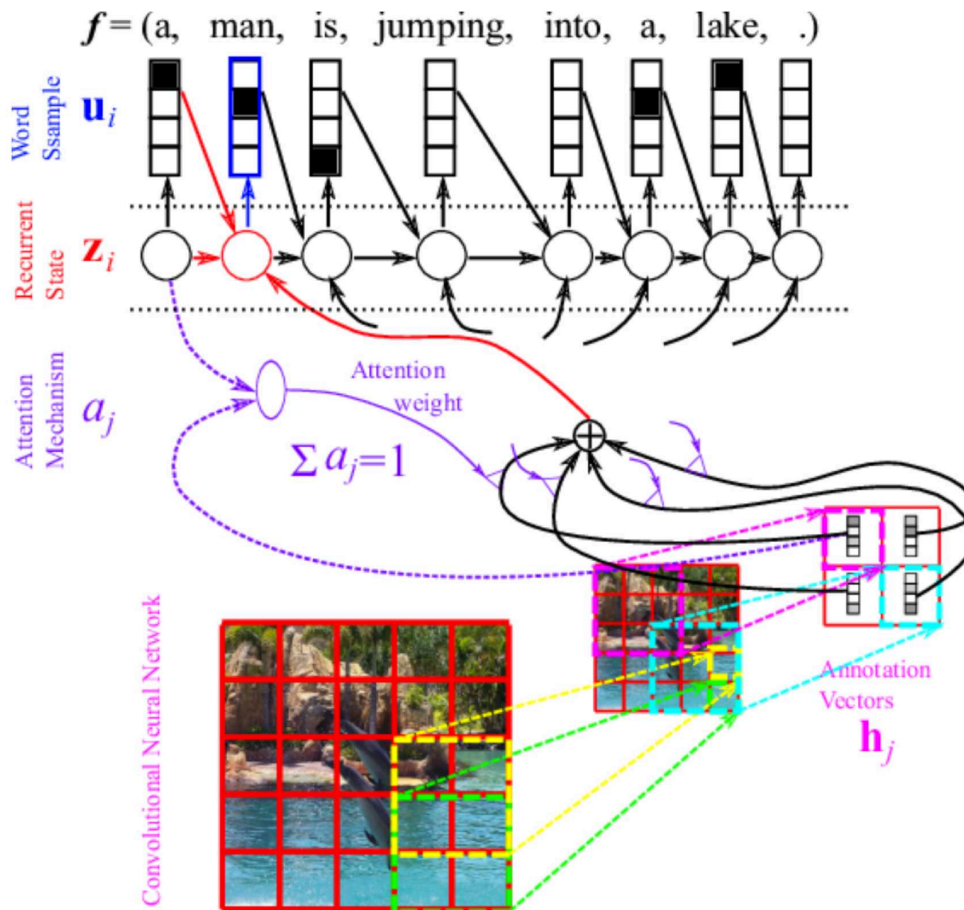 f = (a, man, is, jumping, into, a, lake, .)
Word
Ssample
u_i
Recurrent
State
z_i
Attention
Mechanism
a_j
Attention
weight
Σ a_j=1
Convolutional Neural Network
Annotation
Vectors
h_j